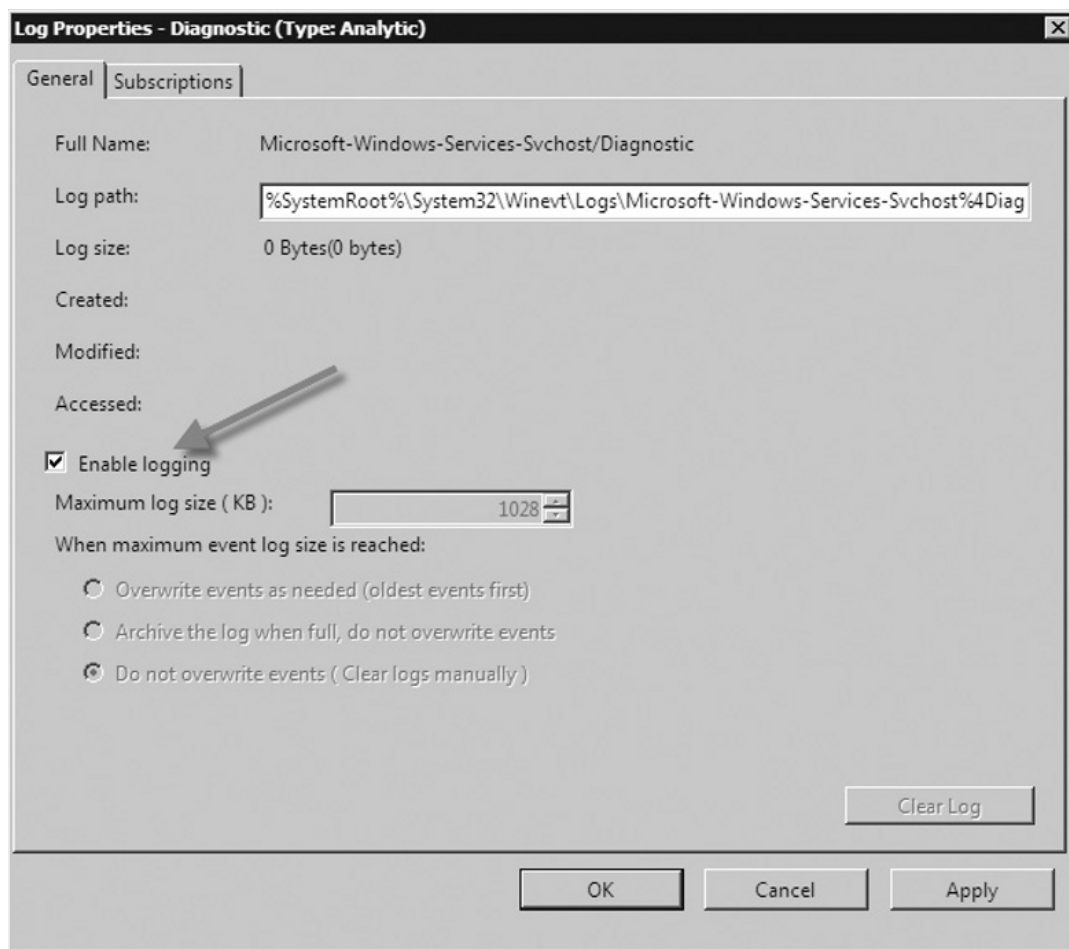 Log Properties - Diagnostic (Type: Analytic)
General Subscriptions
Full Name: Microsoft-Windows-Services-Svchost/Diagnostic
Log path: %SystemRoot%\System32\Winevt\Logs\Microsoft-Windows-Services-Svchost%4Diag
Log size: 0 Bytes(0 bytes)
Created:
Modified:
Accessed:
Enable logging
Maximum log size ( KB ): 1028
When maximum event log size is reached:
Overwrite events as needed (oldest events first)
Archive the log when full, do not overwrite events
Do not overwrite events ( Clear logs manually )
Clear Log
OK Cancel Apply